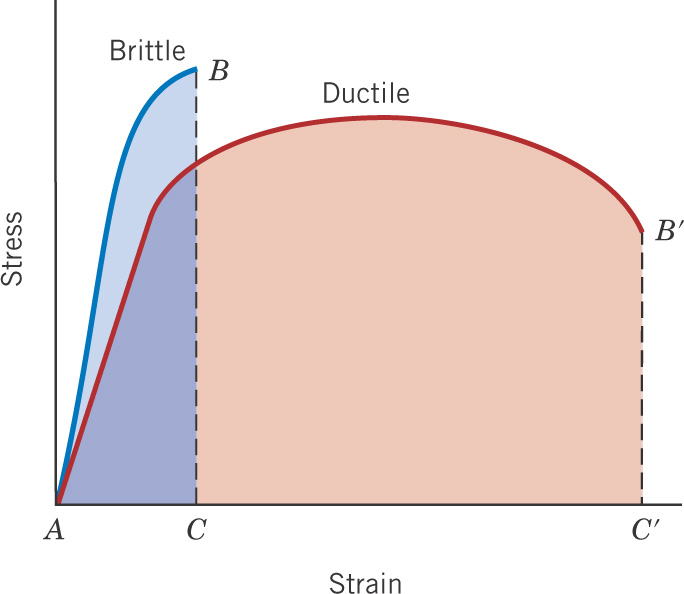 Brittle
B
Ductile
B′
Stress
A
C
C′
Strain